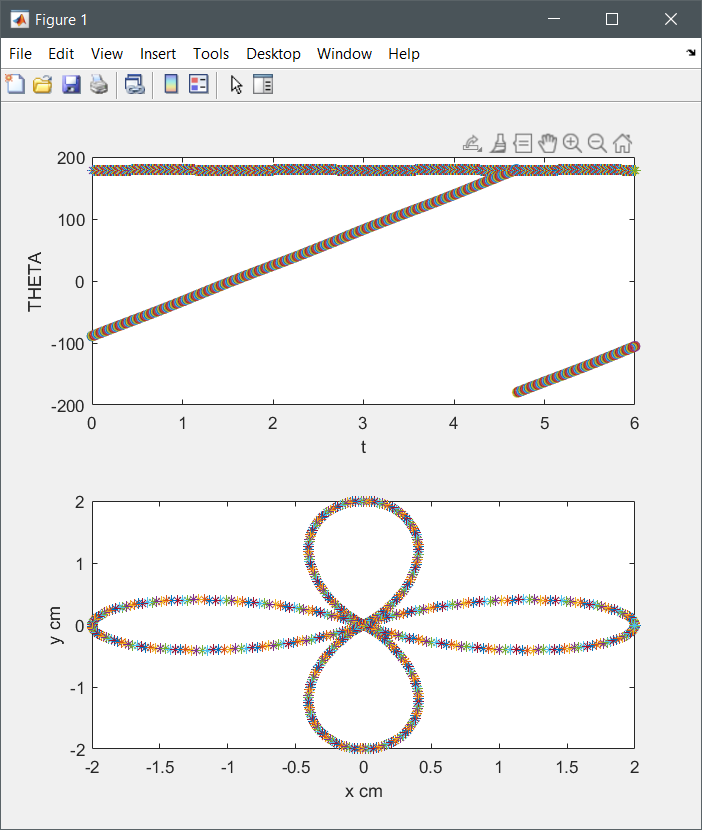 Figure 1
File Edit View Insert Tools Desktop Window Help
200
100
0
-100
-200
THETA
0 1 2 3 4 5 6
t
2
1
0
-1
-2
y cm
-2 -1.5 -1 -0.5 0 0.5 1 1.5 2
x cm